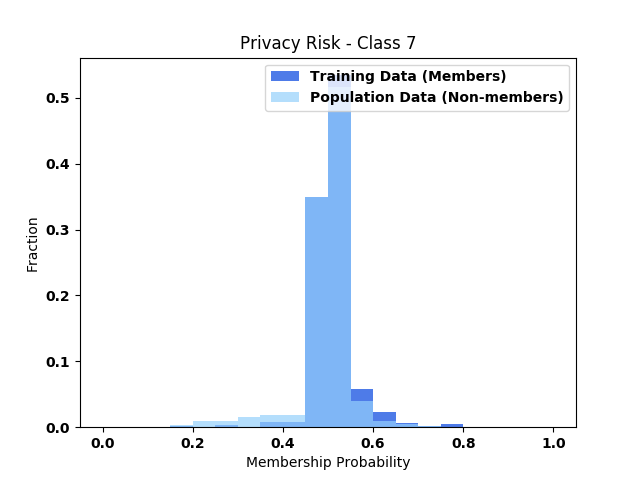 Privacy Risk - Class 7
Training Data (Members)
Population Data (Non-members)
Fraction
0.5
0.4
0.3
0.2
0.1
0.0
0.0 0.2 0.4 0.6 0.8 1.0
Membership Probability